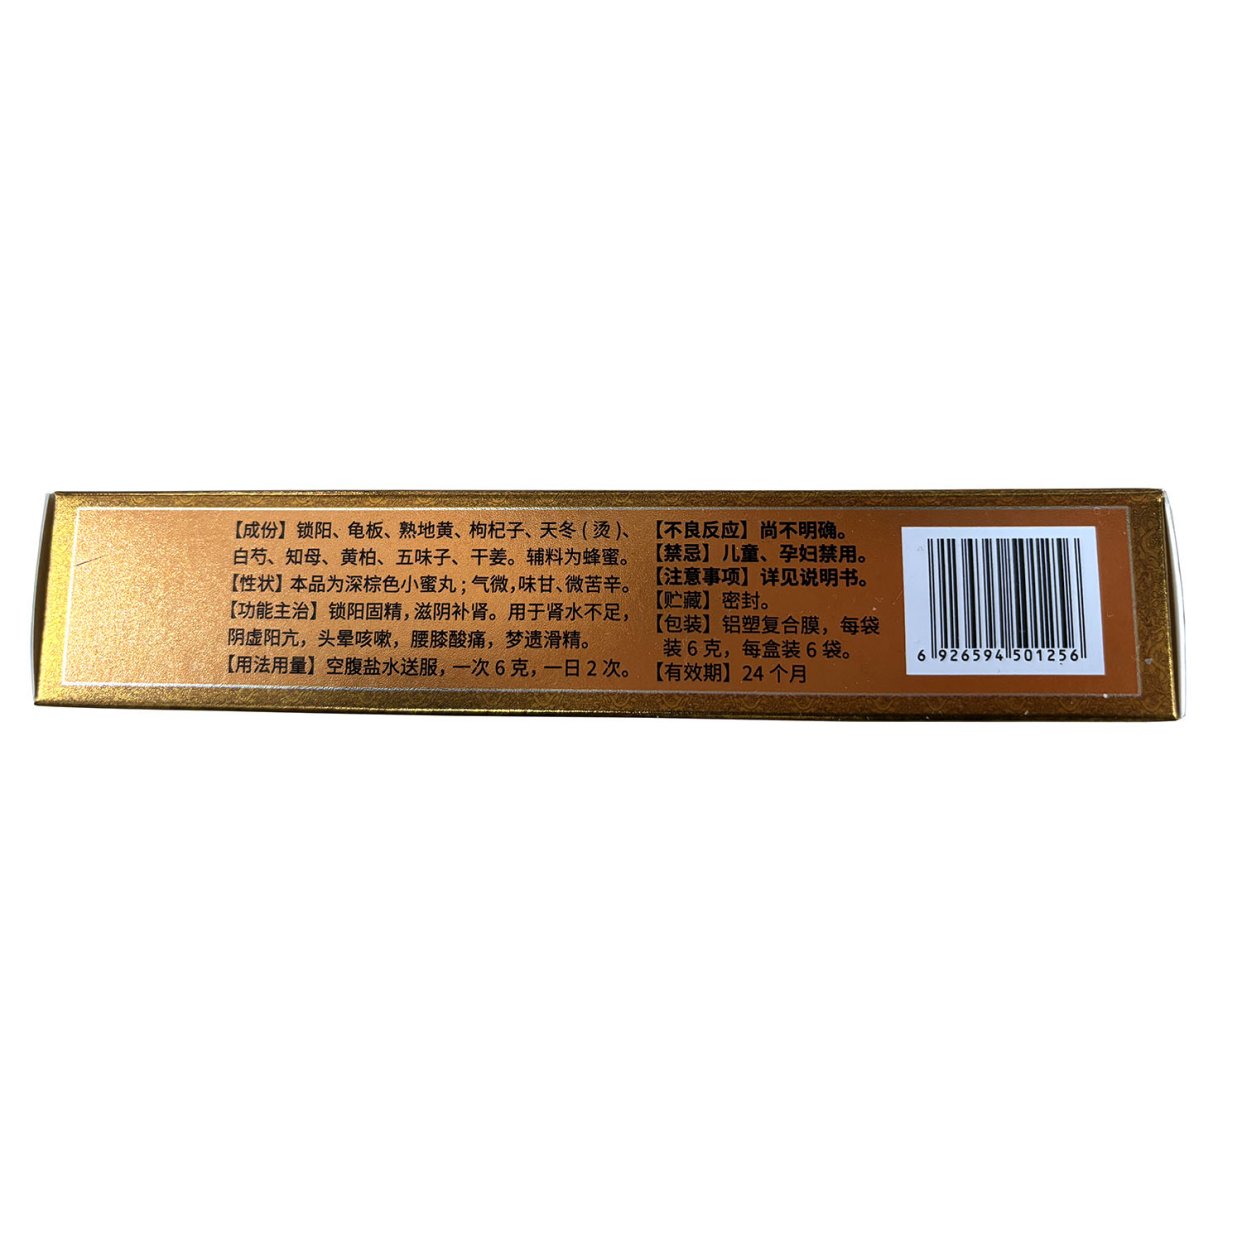 【成份】锁阳、龟板、熟地黄、枸杞子、天冬(烫)、
白芍、知母、黄柏、五味子、干姜。辅料为蜂蜜。
【性状】本品为深棕色小蜜丸；气微，味甘、微苦辛。
【功能主治】锁阳固精，滋阴补肾。用于肾水不足，
阴虚阳亢，头晕咳嗽，腰膝酸痛，梦遗滑精。
【用法用量】空腹盐水送服，一次6克，一日2次。
【不良反应】尚不明确。
【禁忌】儿童、孕妇禁用。
【注意事项】详见说明书。
【贮藏】密封。
【包装】铝塑复合膜，每袋
装6克，每盒装6袋。
【有效期】24个月
6 926594 501256